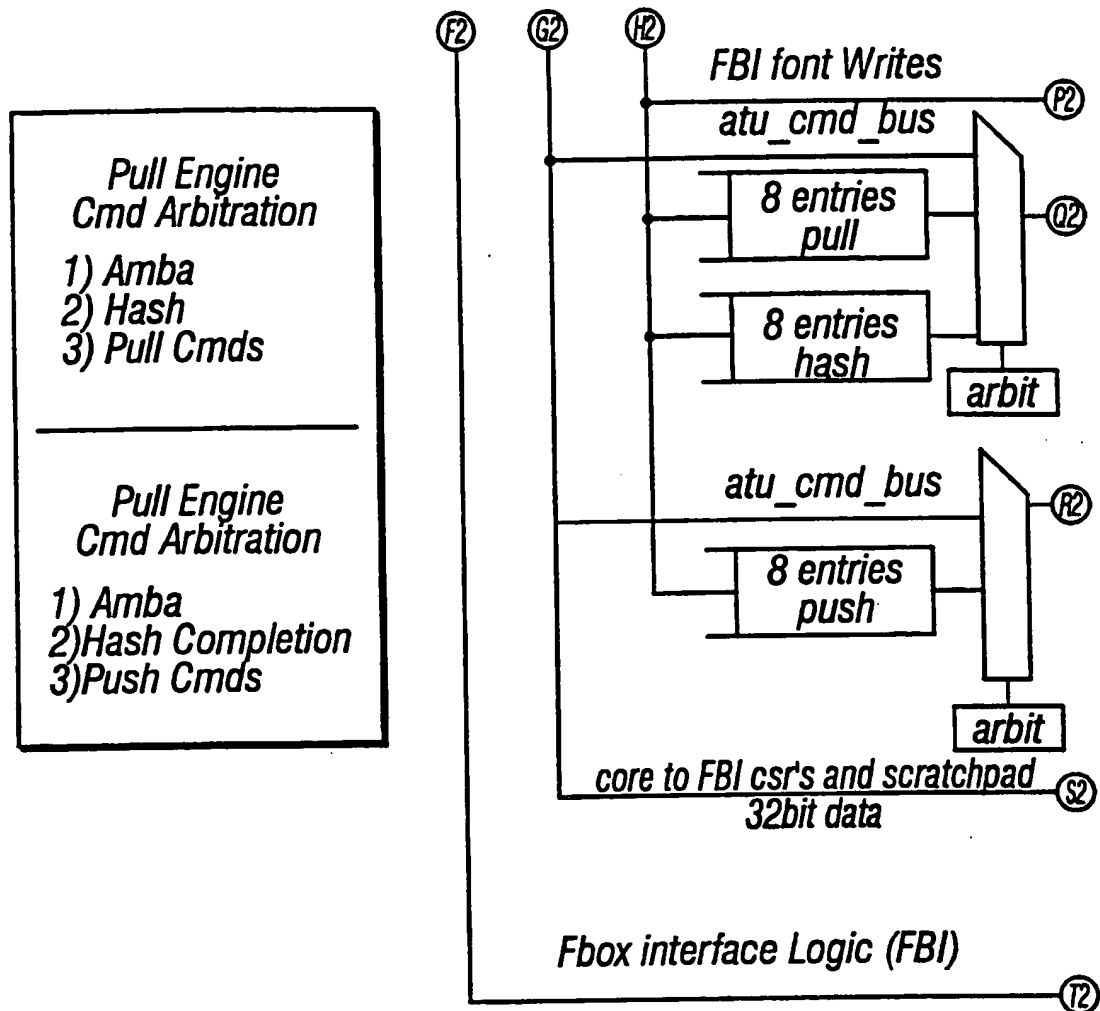 F2 G2 H2
FBI font Writes
P2
atu_cmd_bus
8 entries
pull
Q2
8 entries
hash
arbit
Pull Engine
Cmd Arbitration
1) Amba
2) Hash
3) Pull Cmds
Pull Engine
Cmd Arbitration
1) Amba
2)Hash Completion
3)Push Cmds
atu_cmd_bus
R2
8 entries
push
arbit
core to FBI csr's and scratchpad
32bit data
S2
Fbox interface Logic (FBI)
T2